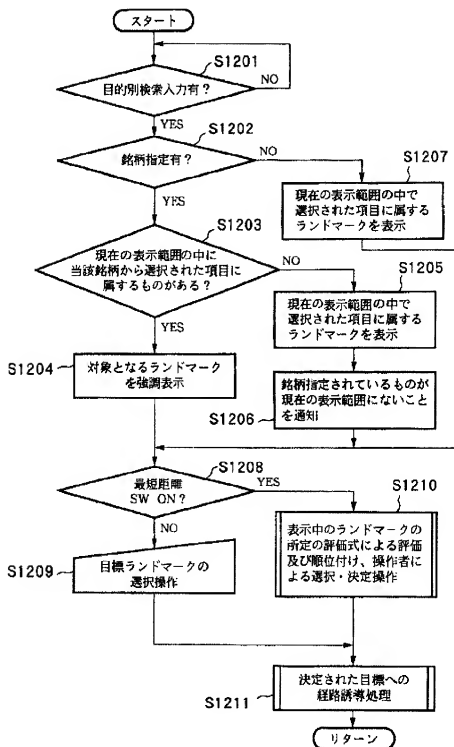 スタート
S1201
目的別検索入力有?
NO
YES
S1202
銘柄指定有?
NO
YES
S1207
現在の表示範囲の中で
選択された項目に属する
ランドマークを表示
S1203
現在の表示範囲の中に
当該銘柄から選択された項目に
属するものがある?
NO
YES
S1205
現在の表示範囲の中で
選択された項目に属する
ランドマークを表示
S1204
対象となるランドマーク
を強調表示
S1206
銘柄指定されているものが
現在の表示範囲にないこと
を通知
S1208
最短距離
SW ON?
YES
NO
S1210
表示中のランドマークの
所定の評価式による評価
及び順位付け、操作者に
よる選択・決定操作
S1209
目標ランドマークの
選択操作
S1211
決定された目標への
経路誘導処理
リターン